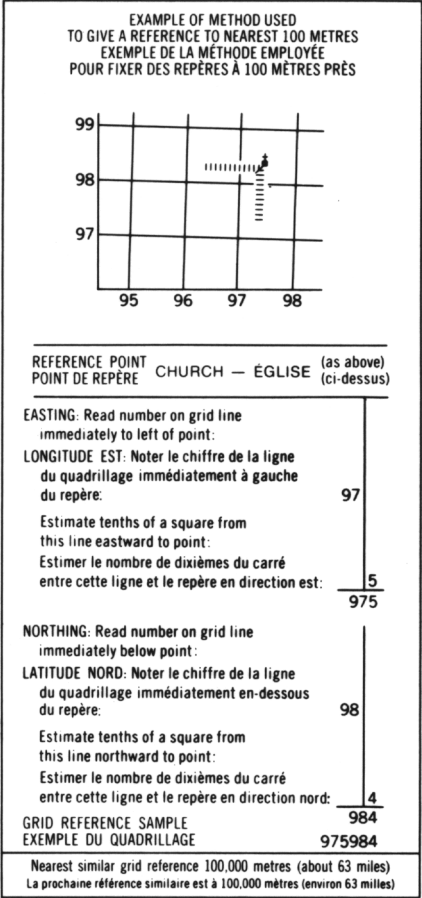 EXAMPLE OF METHOD USED
TO GIVE A REFERENCE TO NEAREST 100 METRES
EXEMPLE DE LA MÉTHODE EMPLOYÉE
POUR FIXER DES REPÈRES À 100 MÈTRES PRÈS
99
98
97
95 96 97 98
REFERENCE POINT
POINT DE REPÈRE
CHURCH — ÉGLISE
(as above)
(ci-dessus)
EASTING: Read number on grid line
immediately to left of point:
LONGITUDE EST: Noter le chiffre de la ligne
du quadrillage immédiatement à gauche
du repère: 97
Estimate tenths of a square from
this line eastward to point:
Estimer le nombre de dixièmes du carré
entre cette ligne et le repère en direction est: 5
975
NORTHING: Read number on grid line
immediately below point:
LATITUDE NORD: Noter le chiffre de la ligne
du quadrillage immédiatement en-dessous
du repère: 98
Estimate tenths of a square from
this line northward to point:
Estimer le nombre de dixièmes du carré
entre cette ligne et le repère en direction nord: 4
984
GRID REFERENCE SAMPLE
EXEMPLE DU QUADRILLAGE 975984
Nearest similar grid reference 100,000 metres (about 63 miles)
La prochaine référence similaire est à 100,000 mètres (environ 63 milles)